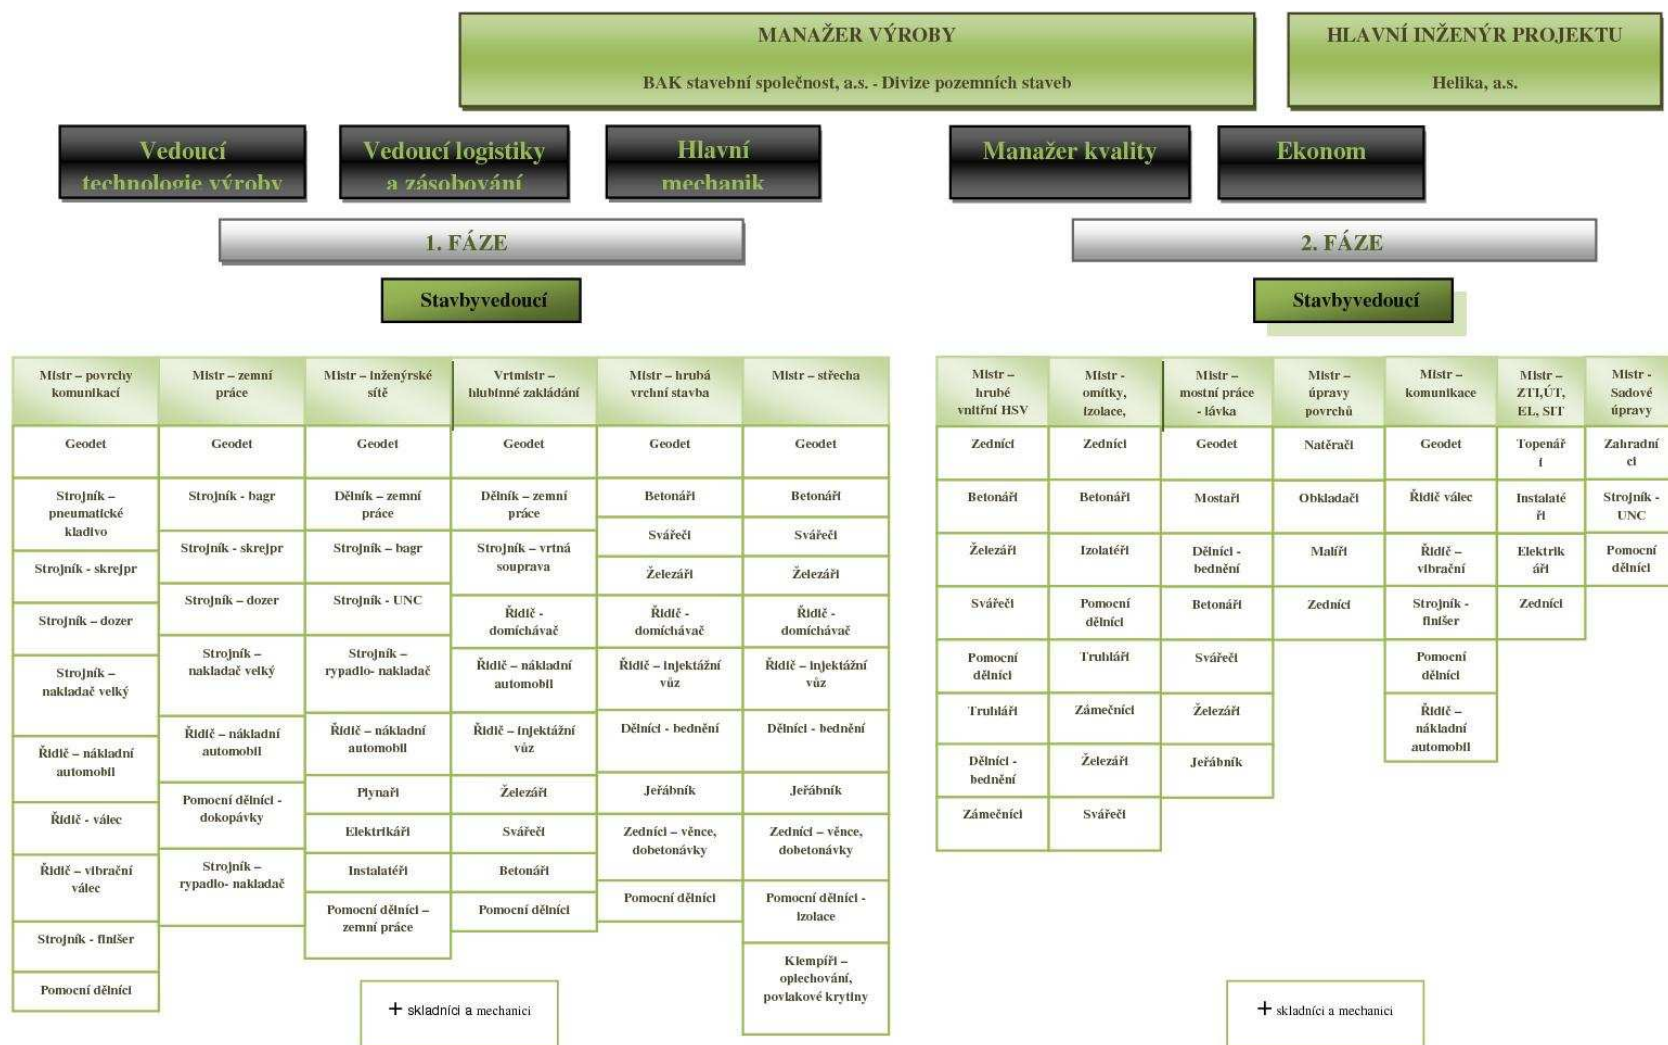 MANAŽER VÝROBY
BAK stavební společnost, a.s. - Divize pozemních staveb
HLAVNÍ INŽENÝR PROJEKTU
Helika, a.s.
Vedoucí
technologie výroby
Vedoucí logistiky
a zásobování
Hlavní
mechanik
Manažer kvality
Ekonom
1. FÁZE
Stavbyvedoucí
Mistr – povrchy
komunikací
Geodet
Strojník –
pneumatické
kladivo
Strojník - skrejpr
Strojník – dozer
Strojník –
nakladač velký
Řidič – nákladní
automobil
Řidič - válec
Řidič – vibrační
válec
Strojník - finišer
Pomocní dělníci
Mistr – zemní
práce
Geodet
Strojník - bagr
Strojník - skrejpr
Strojník – dozer
Strojník –
nakladač velký
Řidič – nákladní
automobil
Pomocní dělníci -
dokopávky
Strojník –
rypadlo- nakladač
Mistr – inženýrské
sítě
Geodet
Dělník – zemní
práce
Strojník – bagr
Strojník - UNC
Strojník –
rypadlo- nakladač
Řidič – nákladní
automobil
Plynaři
Elektrikáři
Instalatéři
Pomocní dělníci –
zemní práce
Vrtmistr –
hlubinné zakládání
Geodet
Dělník – zemní
práce
Strojník – vrtná
souprava
Řidič -
domíchávač
Řidič – nákladní
automobil
Řidič – injektážní
vůz
Železáři
Svářeči
Betonáři
Pomocní dělníci
Mistr – hrubá
vrchní stavba
Geodet
Betonáři
Svářeči
Železáři
Řidič -
domíchávač
Řidič – injektážní
vůz
Dělníci - bednění
Jeřábník
Zedníci – věnce,
dobetonávky
Pomocní dělníci
Mistr – střecha
Geodet
Betonáři
Svářeči
Železáři
Řidič -
domíchávač
Řidič – injektážní
vůz
Dělníci - bednění
Jeřábník
Zedníci – věnce,
dobetonávky
Pomocní dělníci -
izolace
Klempíři –
oplechování,
povlakové krytiny
+ skladníci a mechanici
2. FÁZE
Stavbyvedoucí
Mistr –
hrubé
vnitřní HSV
Zedníci
Betonáři
Železáři
Svářeči
Pomocní
dělníci
Truhláři
Dělníci -
bednění
Zámečníci
Mistr -
omítky,
izolace,
Zedníci
Betonáři
Izolatéři
Pomocní
dělníci
Truhláři
Zámečníci
Železáři
Svářeči
Mistr –
mostní práce
- lávka
Geodet
Mostaři
Dělníci -
bednění
Betonáři
Svářeči
Železáři
Jeřábník
Mistr –
úpravy
povrchů
Natěrači
Obkladači
Malíři
Zedníci
Mistr –
komunikace
Geodet
Řidič válec
Řidič –
vibrační
Strojník -
finišer
Pomocní
dělníci
Řidič –
nákladní
automobil
Mistr –
ZTI,ÚT,
EL, SIT
Topenář
i
Instalaté
ři
Elektrik
áři
Zedníci
Mistr -
Sadové
úpravy
Zahradní
ci
Strojník -
UNC
Pomocní
dělníci
+ skladníci a mechanici